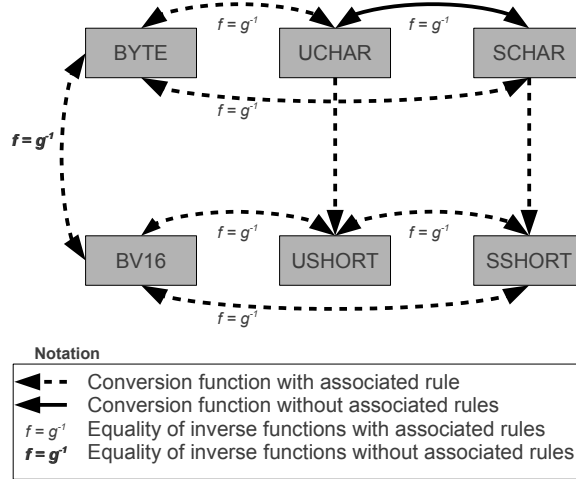 f = g-1
f = g-1
BYTE
UCHAR
SCHAR
f = g-1
f = g-1
f = g-1
f = g-1
BV16
USHORT
SSHORT
f = g-1
Notation
Conversion function with associated rule
Conversion function without associated rules
f = g-1 Equality of inverse functions with associated rules
f = g-1 Equality of inverse functions without associated rules